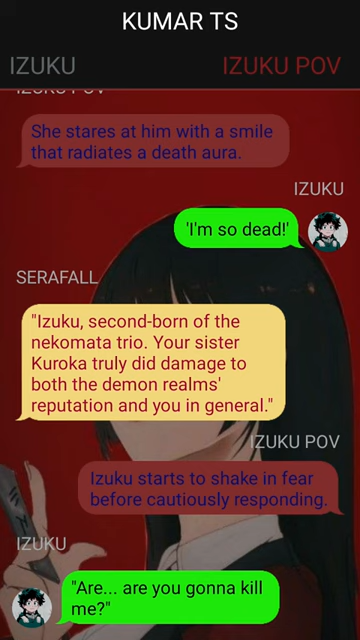 KUMAR TS
IZUKU
IZUKU POV
IZUKU POV
She stares at him with a smile
that radiates a death aura.
IZUKU
'I'm so dead!'
SERAFALL
"Izuku, second-born of the
nekomata trio. Your sister
Kuroka truly did damage to
both the demon realms'
reputation and you in general."
IZUKU POV
Izuku starts to shake in fear
before cautiously responding.
IZUKU
"Are... are you gonna kill
me?"